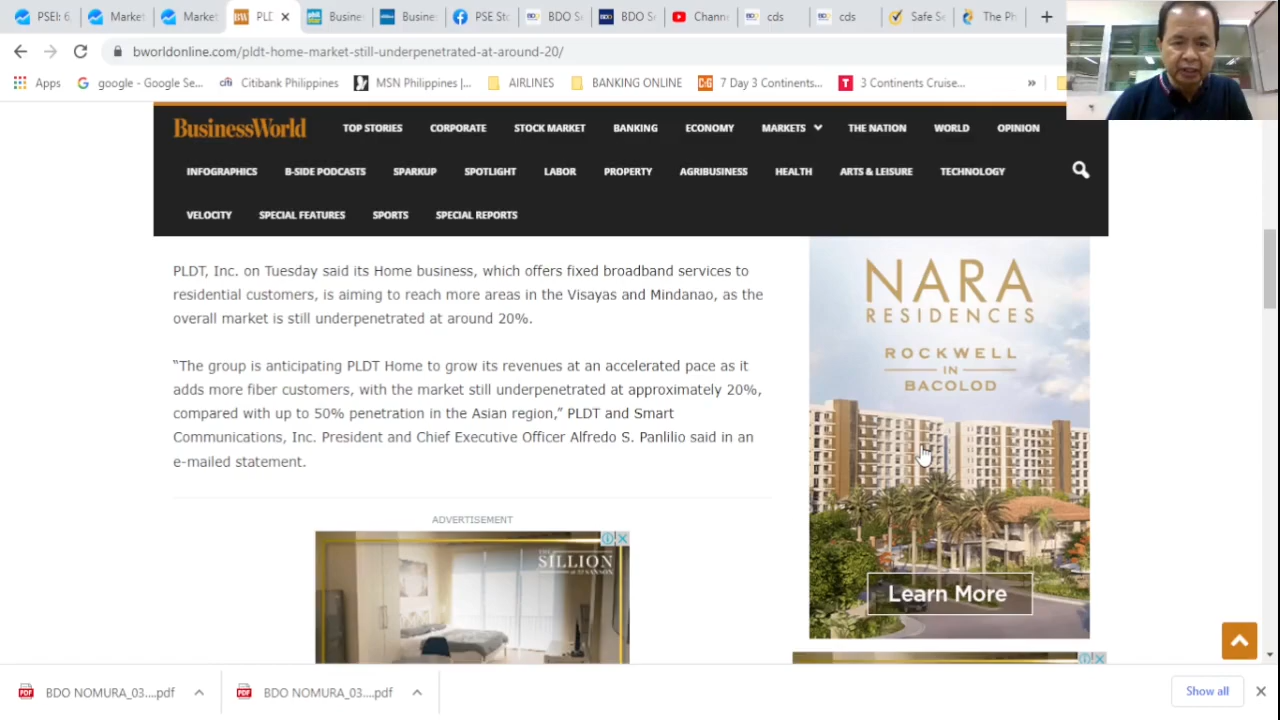 PSEI: 6.
Market
Market
PLD
Busine
Busine
PSE Sto
BDO Se
BDO Se
Chann
cds
cds
Safe Se
The Ph
bworldonline.com/pldt-home-market-still-underpenetrated-at-around-20/
Apps
google - Google Se...
Citibank Philippines
MSN Philippines |...
AIRLINES
BANKING ONLINE
7 Day 3 Continents...
3 Continents Cruise...
»
BusinessWorld
TOP STORIES
CORPORATE
STOCK MARKET
BANKING
ECONOMY
MARKETS
THE NATION
WORLD
OPINION
INFOGRAPHICS
B-SIDE PODCASTS
SPARKUP
SPOTLIGHT
LABOR
PROPERTY
AGRIBUSINESS
HEALTH
ARTS & LEISURE
TECHNOLOGY
VELOCITY
SPECIAL FEATURES
SPORTS
SPECIAL REPORTS
PLDT, Inc. on Tuesday said its Home business, which offers fixed broadband services to
residential customers, is aiming to reach more areas in the Visayas and Mindanao, as the
overall market is still underpenetrated at around 20%.
“The group is anticipating PLDT Home to grow its revenues at an accelerated pace as it
adds more fiber customers, with the market still underpenetrated at approximately 20%,
compared with up to 50% penetration in the Asian region,” PLDT and Smart
Communications, Inc. President and Chief Executive Officer Alfredo S. Panlilio said in an
e-mailed statement.
ADVERTISEMENT
THE
SILLION
NARA
RESIDENCES
ROCKWELL
IN
BACOLOD
Learn More
BDO NOMURA_03....pdf
BDO NOMURA_03....pdf
Show all